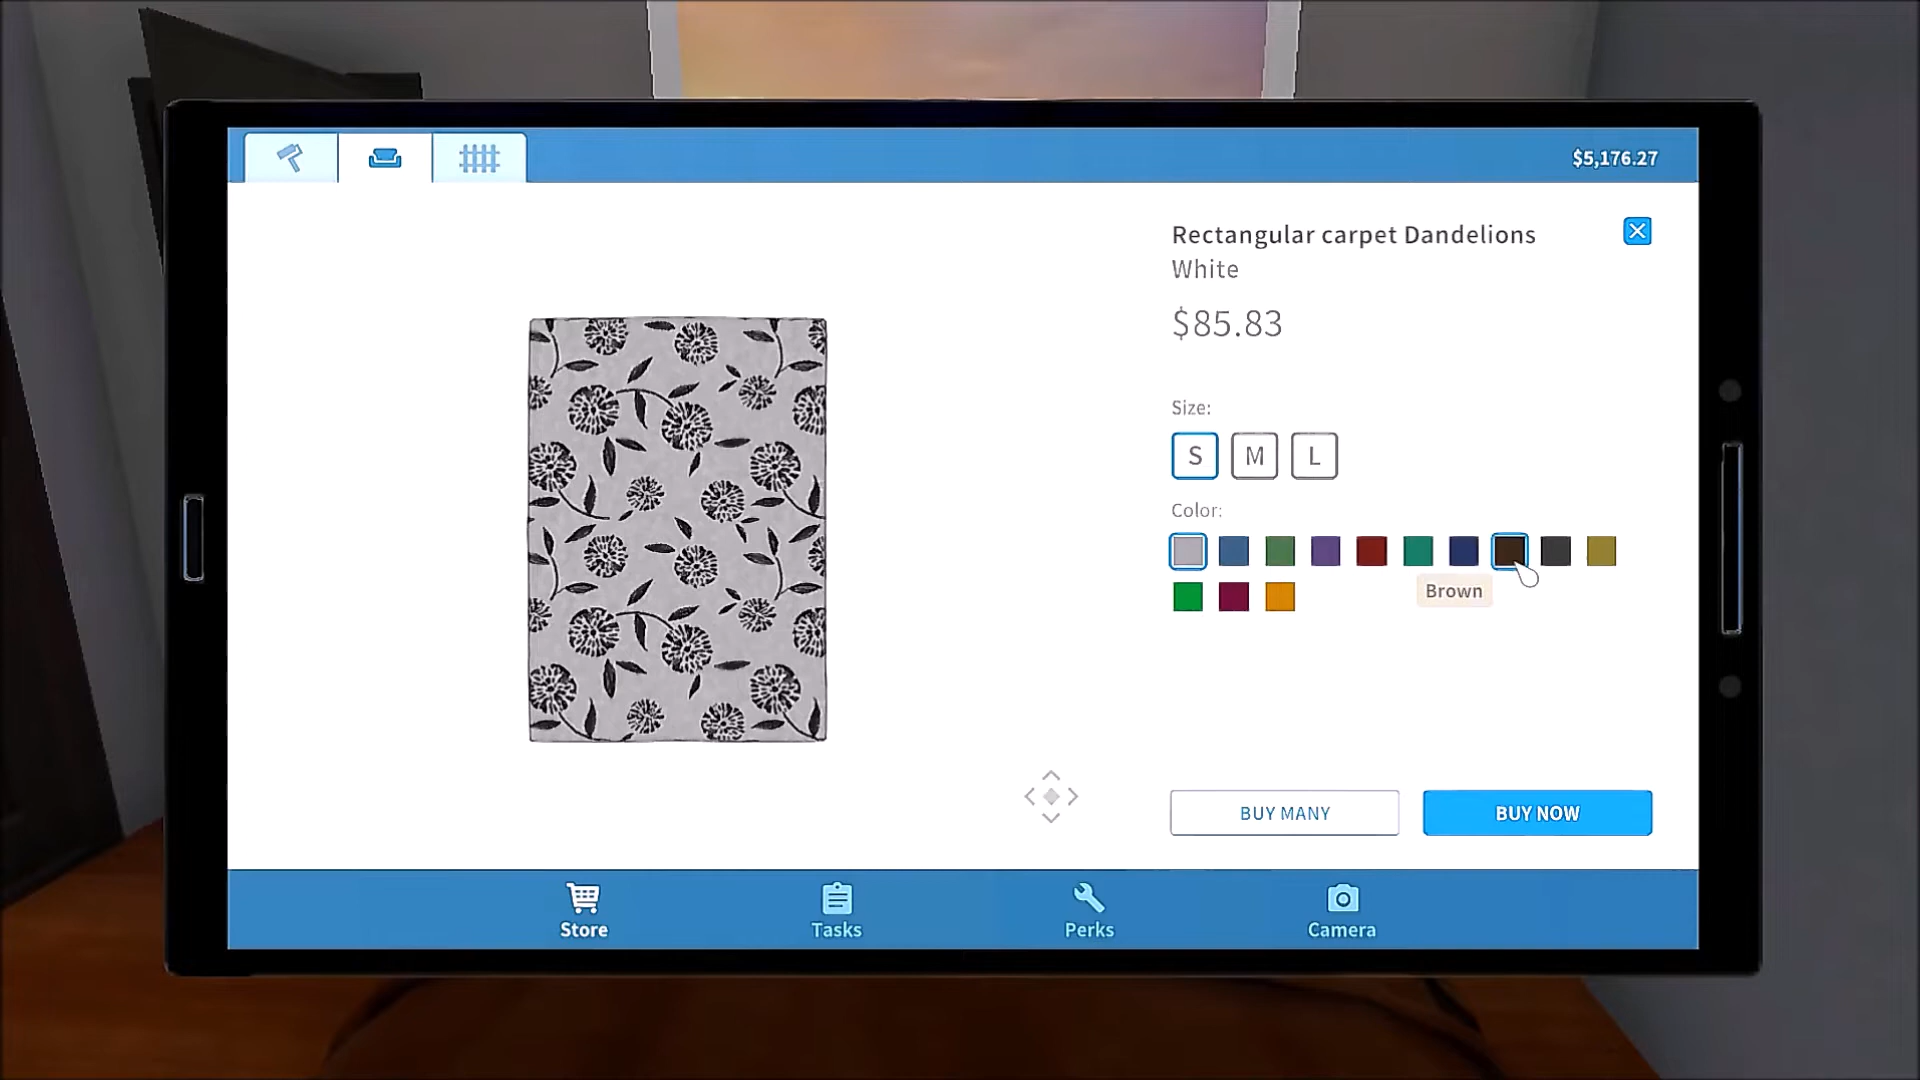 $5,176.27
Rectangular carpet Dandelions
White
$85.83
Size:
S M L
Color:
Brown
BUY MANY BUY NOW
Store Tasks Perks Camera